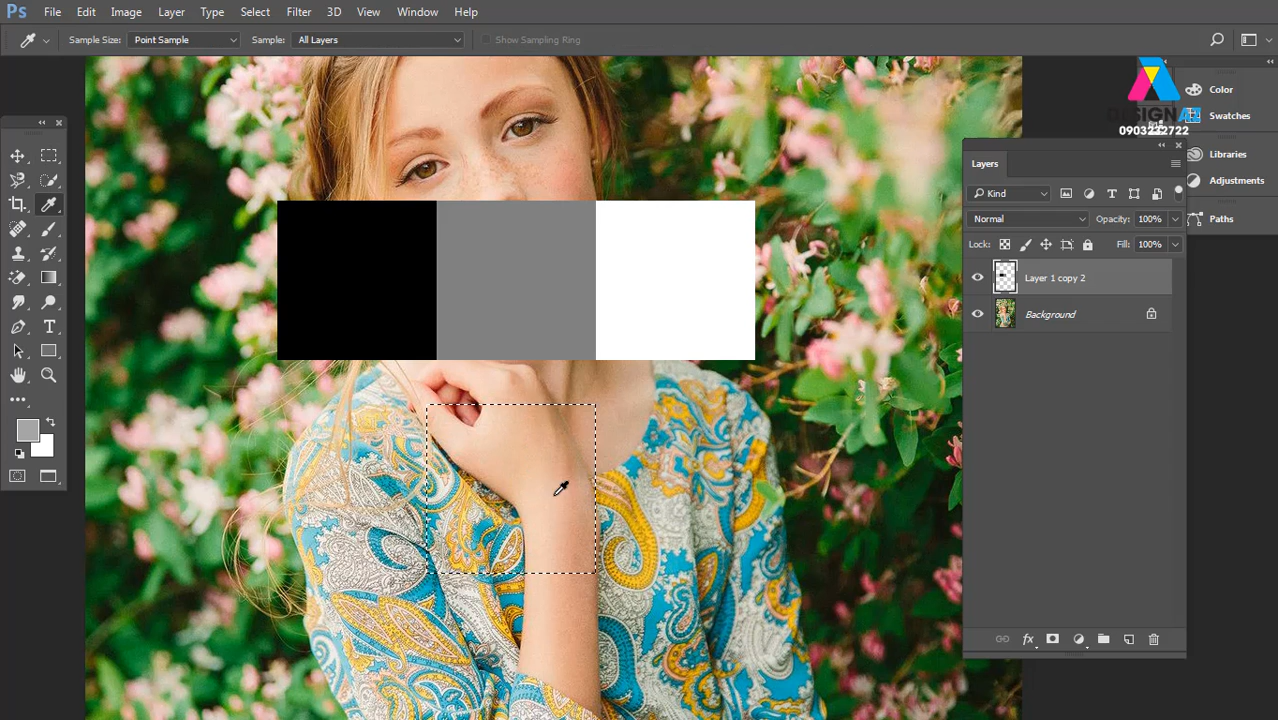 Ps File Edit Image Layer Type Select Filter 3D View Window Help
Sample Size: Point Sample Sample: All Layers Show Sampling Ring
Color
DESIGN
Swatches
0903222722
Layers
Libraries
Kind
Adjustments
Normal Opacity: 100%
Paths
Lock: Fill: 100%
Layer 1 copy 2
Background
fx